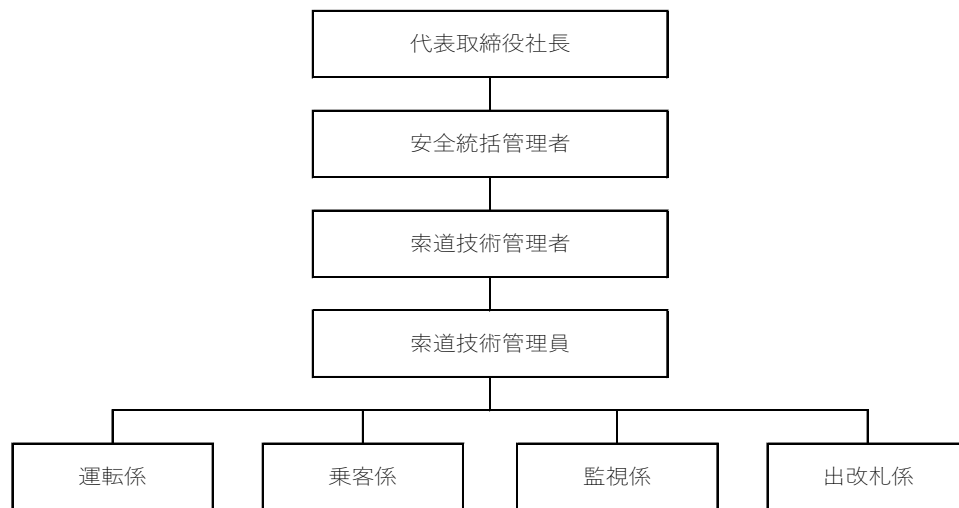 代表取締役社長
安全統括管理者
索道技術管理者
索道技術管理員
運転係
乗客係
監視係
出改札係